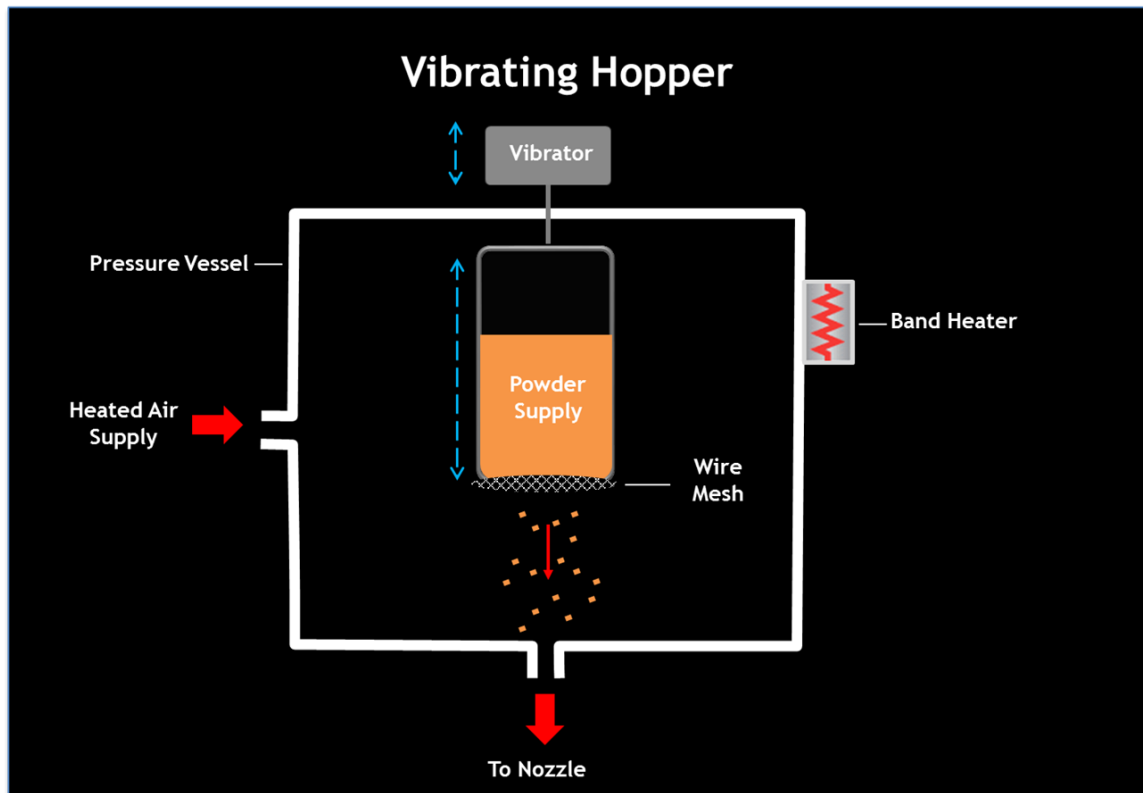 Vibrating Hopper
Vibrator
Pressure Vessel
Band Heater
Powder
Supply
Heated Air
Supply
Wire
Mesh
To Nozzle